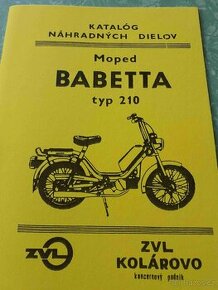 KATALÓG
NÁHRADNÝCH DIELOV
Moped
BABETTA
typ 210
ZVL
ZVL
KOLÁROVO
koncernový podnik